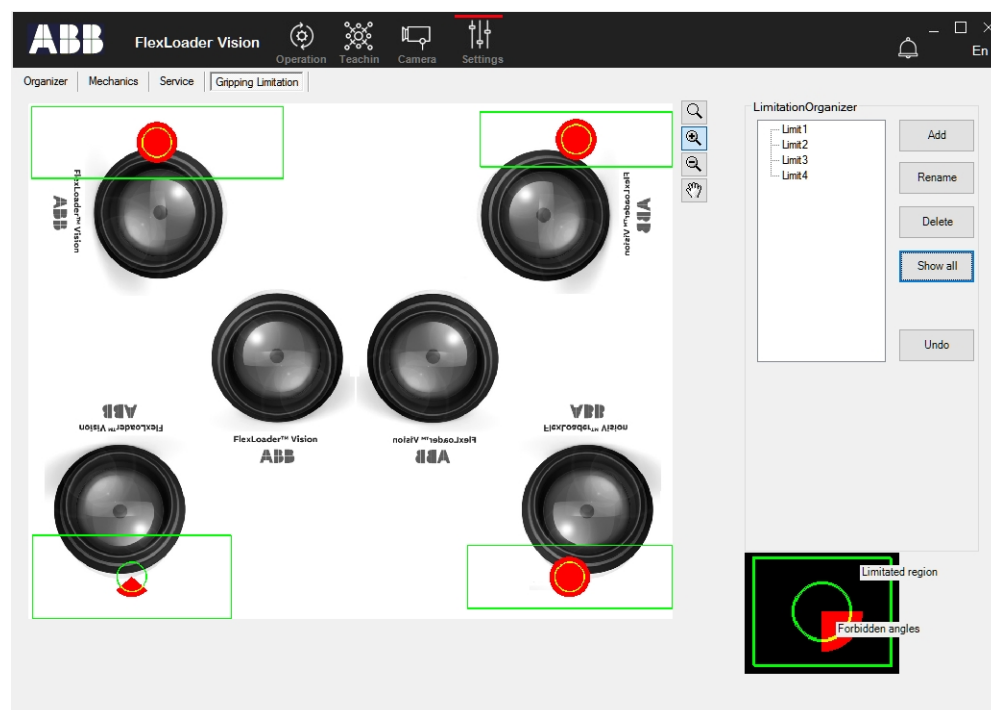 ABB
FlexLoader Vision
Operation
Teachin
Camera
Settings
En
Organizer
Mechanics
Service
Gripping Limitation
LimitationOrganizer
Limit1
Limit2
Limit3
Limit4
Add
Rename
Delete
Show all
Undo
FlexLoader™ Vision
ABB
FlexLoader™ Vision
ABB
ABB
FlexLoader™ Vision
ABB
FlexLoader™ Vision
FlexLoader™ Vision
ABB
FlexLoader™ Vision
ABB
Limitated region
Forbidden angles